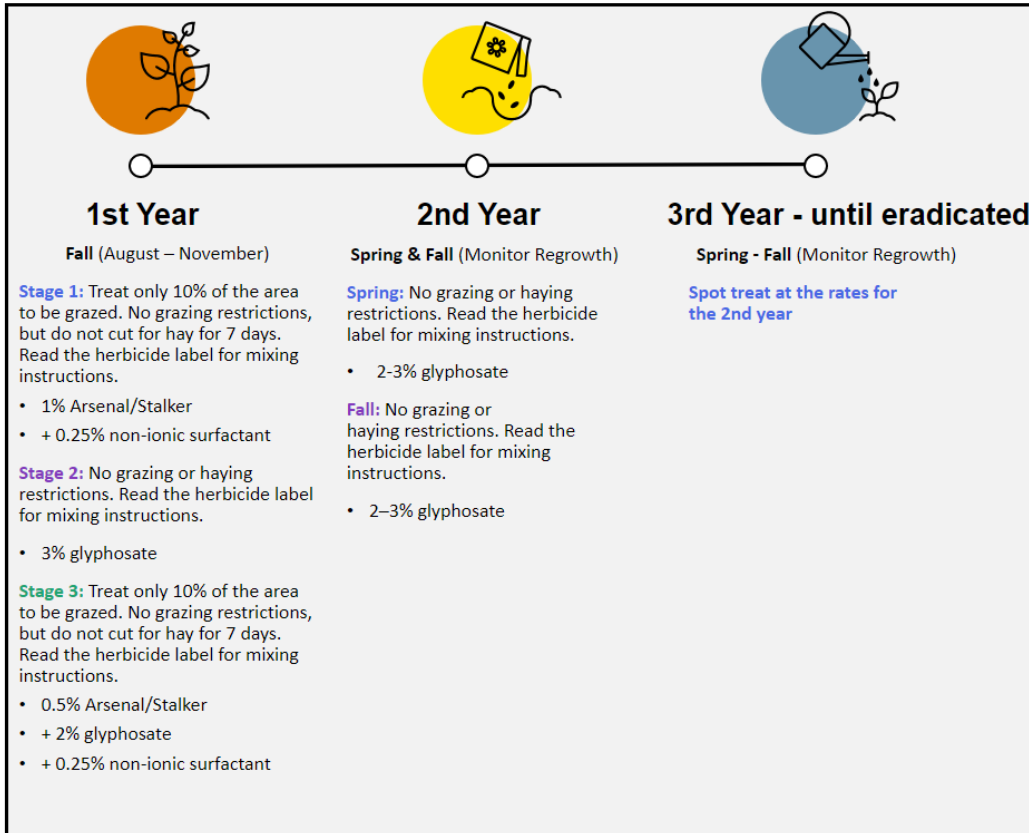 1st Year
Fall (August – November)
Stage 1: Treat only 10% of the area
to be grazed. No grazing restrictions,
but do not cut for hay for 7 days.
Read the herbicide label for mixing
instructions.
• 1% Arsenal/Stalker
• + 0.25% non-ionic surfactant
Stage 2: No grazing or haying
restrictions. Read the herbicide label
for mixing instructions.
• 3% glyphosate
Stage 3: Treat only 10% of the area
to be grazed. No grazing restrictions,
but do not cut for hay for 7 days.
Read the herbicide label for mixing
instructions.
• 0.5% Arsenal/Stalker
• + 2% glyphosate
• + 0.25% non-ionic surfactant
2nd Year
Spring & Fall (Monitor Regrowth)
Spring: No grazing or haying
restrictions. Read the herbicide
label for mixing instructions.
• 2-3% glyphosate
Fall: No grazing or
haying restrictions. Read the
herbicide label for mixing
instructions.
• 2–3% glyphosate
3rd Year - until eradicated
Spring - Fall (Monitor Regrowth)
Spot treat at the rates for
the 2nd year